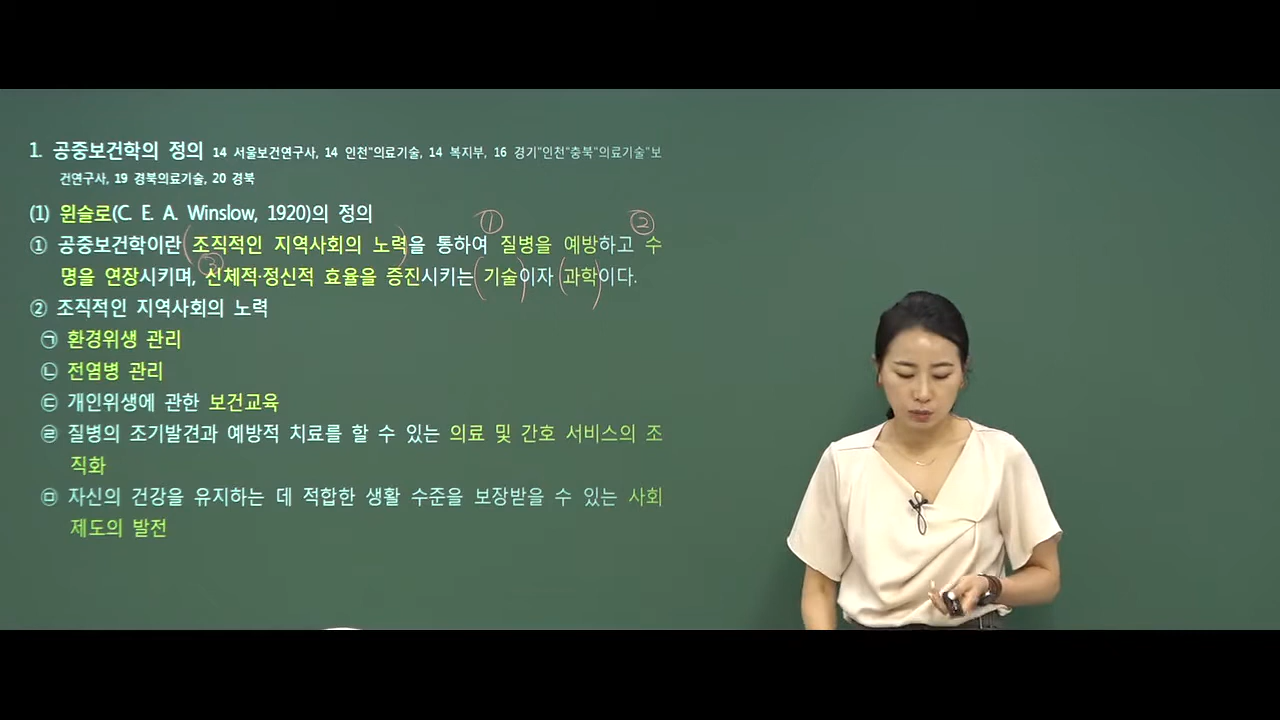 1. 공중보건학의 정의 14 서울보건연구사, 14 인천"의료기술, 14 복지부, 16 경기"인천"충북"의료기술"보
건연구사, 19 경북의료기술, 20 경북
(1) 윈슬로(C. E. A. Winslow, 1920)의 정의
① ②
① 공중보건학이란 (조직적인 지역사회의 노력)을 통하여 질병을 예방하고 수
③
명을 연장시키며, 신체적·정신적 효율을 증진시키는 (기술)이자 (과학)이다.
② 조직적인 지역사회의 노력
㉠ 환경위생 관리
㉡ 전염병 관리
㉢ 개인위생에 관한 보건교육
㉣ 질병의 조기발견과 예방적 치료를 할 수 있는 의료 및 간호 서비스의 조
직화
㉤ 자신의 건강을 유지하는 데 적합한 생활 수준을 보장받을 수 있는 사회
제도의 발전